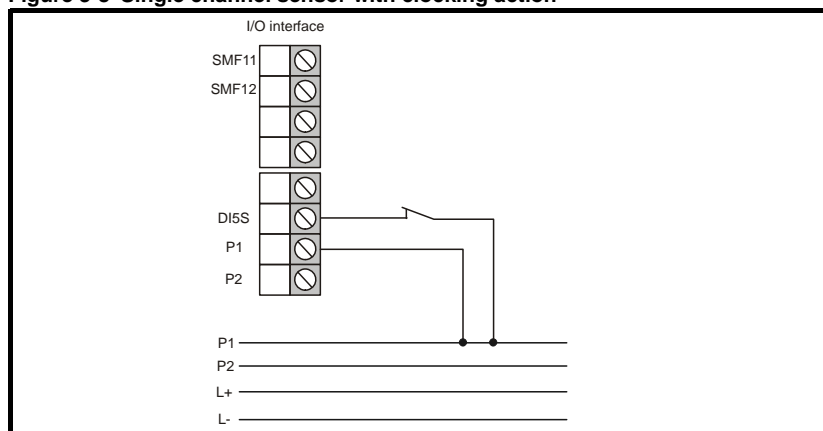 Figure 5-5 Single channel sensor with clocking action
I/O interface
SMF11
SMF12
DI5S
P1
P2
P1
P2
L+
L-